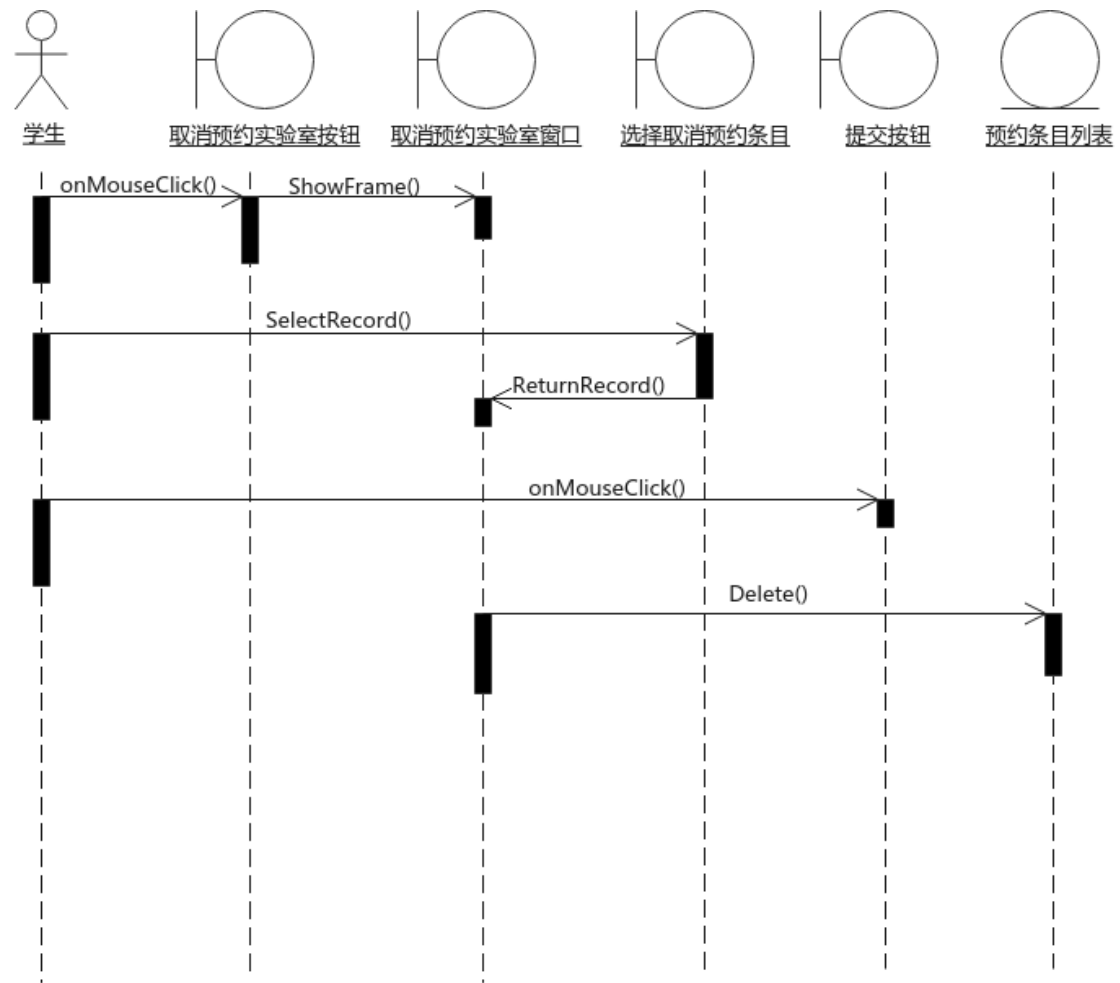 学生
取消预约实验室按钮
取消预约实验室窗口
选择取消预约条目
提交按钮
预约条目列表
onMouseClick()
ShowFrame()
SelectRecord()
ReturnRecord()
onMouseClick()
Delete()